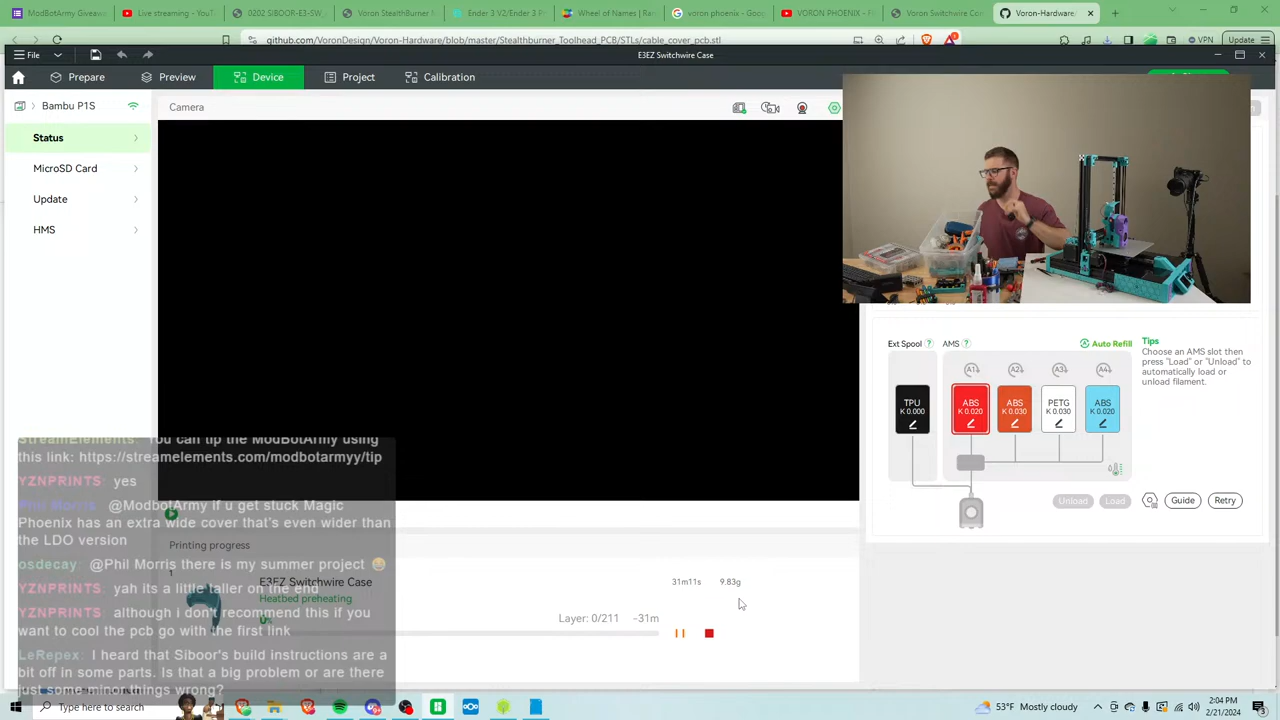 ModBotArmy Giveaway
Live streaming - YouT
0202 SIBOOR-E3-SW
Voron StealthBurner
Ender 3 V2/Ender 3 P
Wheel of Names | Ran
voron phoenix - Goog
VORON PHOENIX - F
Voron Switchwire Co
Voron-Hardware/
github.com/VoronDesign/Voron-Hardware/blob/master/Stealthburner_Toolhead_PCB/STLs/cable_cover_pcb.stl
VPN
Update
File
E3EZ Switchwire Case
Prepare
Preview
Device
Project
Calibration
Bambu P1S
Camera
Status
MicroSD Card
Update
HMS
Ext Spool ?
AMS ?
Auto Refill
Tips
Choose an AMS slot then
press "Load" or "Unload" to
automatically load or
unload filament.
A1 A2 A3 A4
TPU
K 0.000
ABS
K 0.020
ABS
K 0.030
PETG
K 0.030
ABS
K 0.020
Unload
Load
Guide
Retry
StreamElements: You can tip the ModBotArmy using
this link: https://streamelements.com/modbotarmyy/tip
YZNPRINTS: yes
Phil Morris: @ModbotArmy if u get stuck Magic
Phoenix has an extra wide cover that's even wider than
the LDO version
osdecay: @Phil Morris there is my summer project
YZNPRINTS: yah its a little taller on the end
YZNPRINTS: although i don't recommend this if you
want to cool the pcb go with the first link
LeRepex: I heard that Siboor's build instructions are a
bit off in some parts. Is that a big problem or are there
just some minor things wrong?
Printing progress
1
E3EZ Switchwire Case
Heatbed preheating
31m11s
9.83g
Layer: 0/211
-31m
Type here to search
53°F Mostly cloudy
2:04 PM
2/21/2024